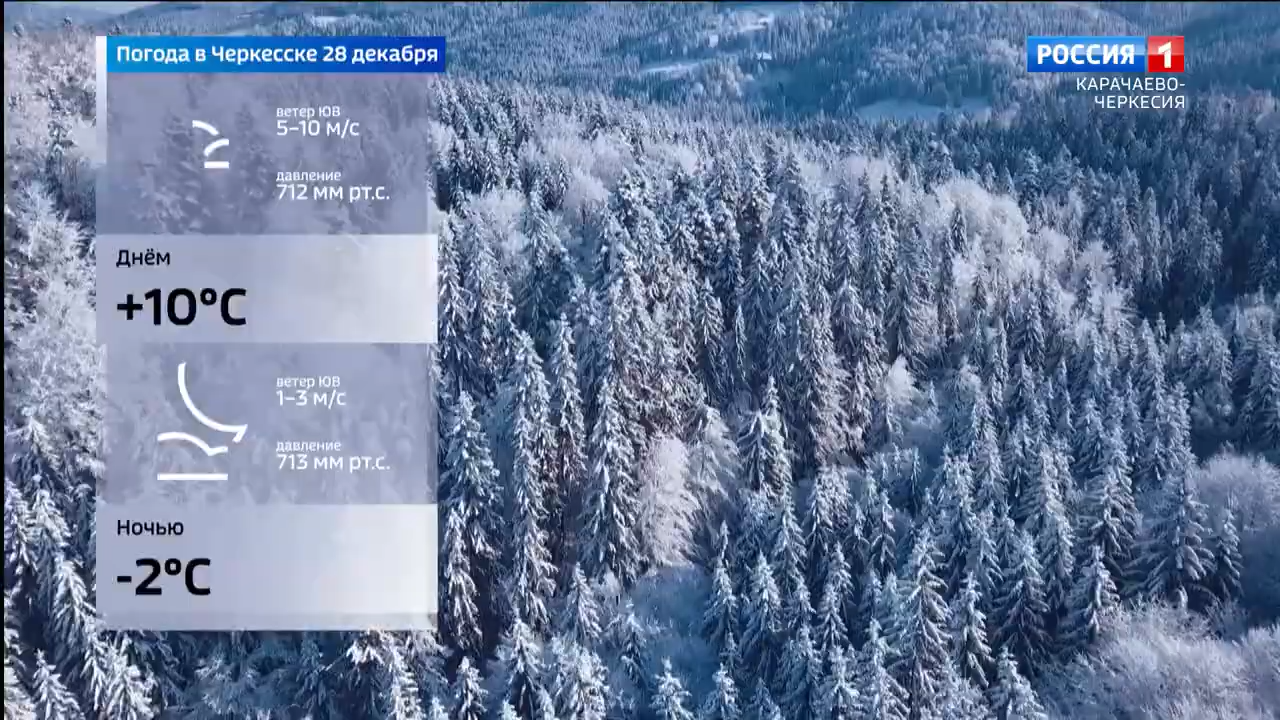 Погода в Черкесске 28 декабря
РОССИЯ 1
КАРАЧАЕВО-
ЧЕРКЕСИЯ
ветер ЮВ
5–10 м/с
давление
712 мм рт.с.
Днём
+10°C
ветер ЮВ
1–3 м/с
давление
713 мм рт.с.
Ночью
-2°C